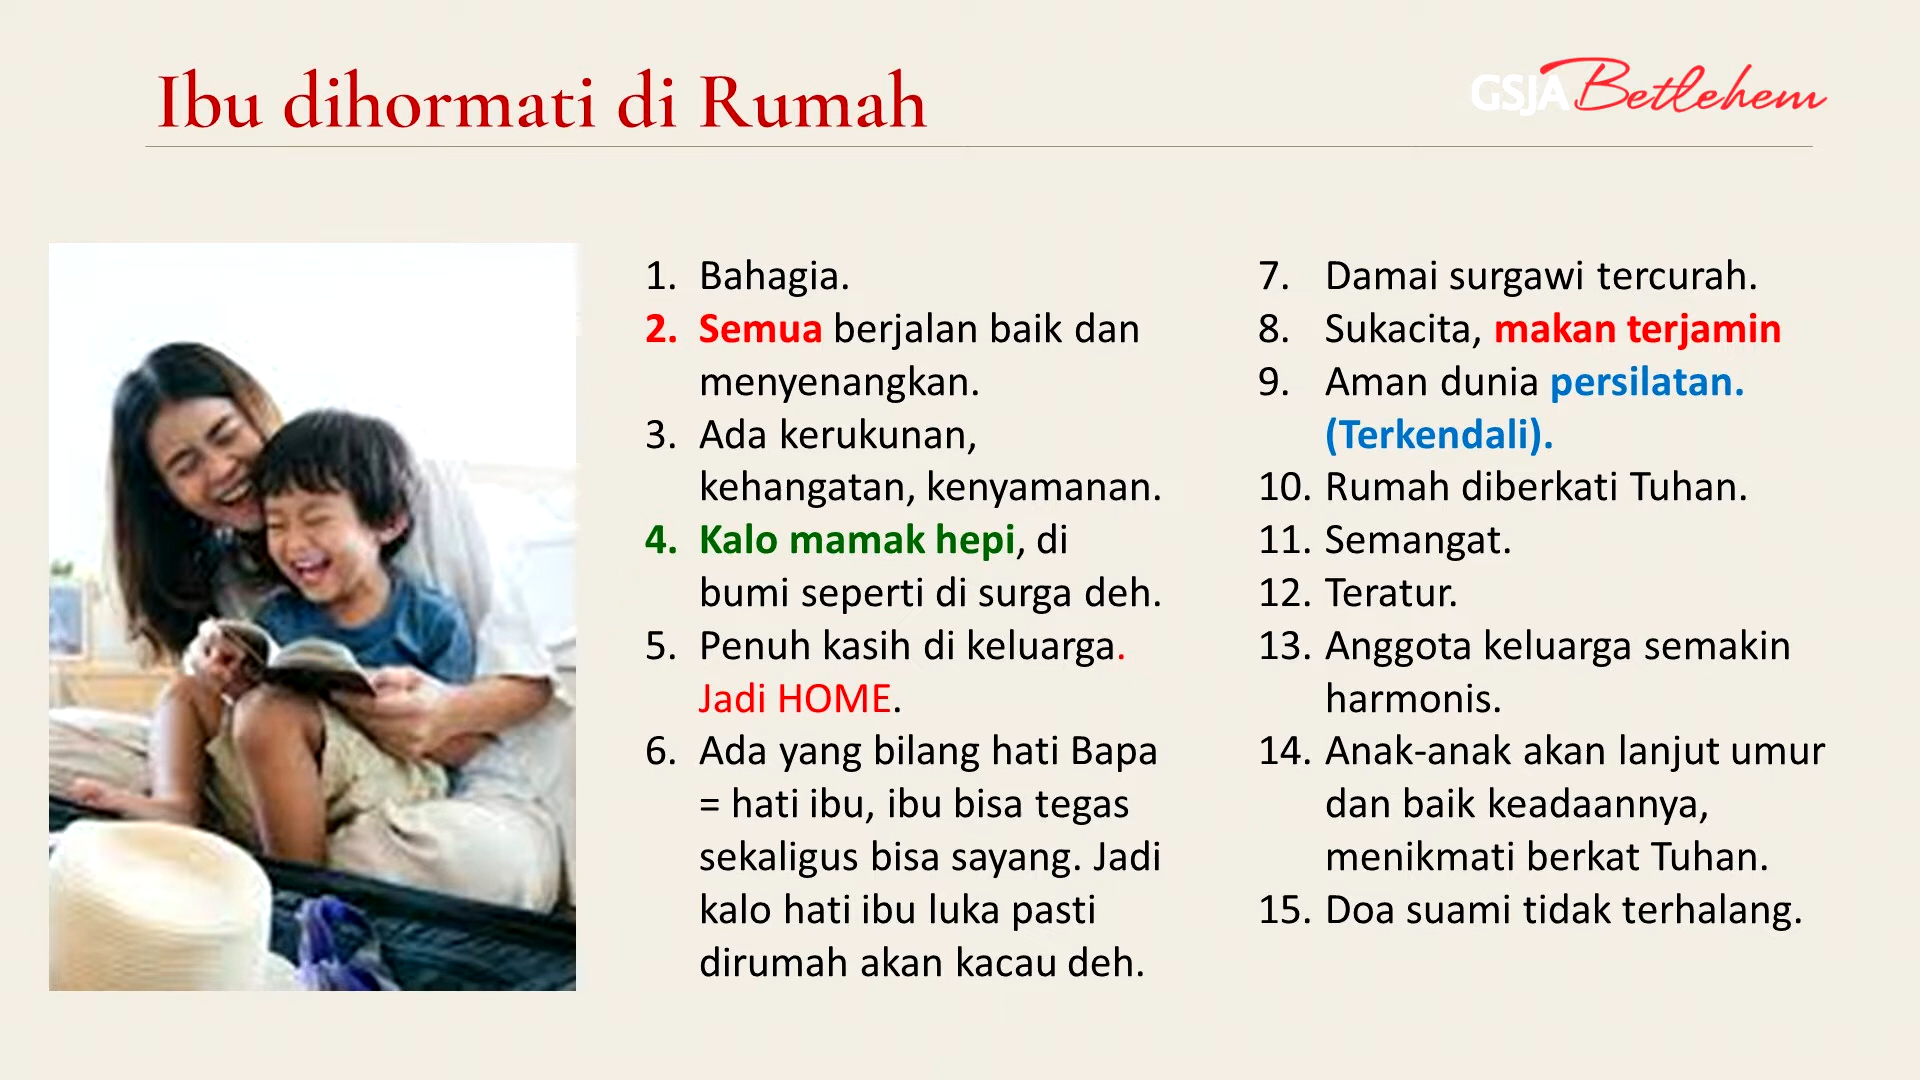 Ibu dihormati di Rumah
GSJA Betlehem
1. Bahagia.
2. Semua berjalan baik dan
menyenangkan.
3. Ada kerukunan,
kehangatan, kenyamanan.
4. Kalo mamak hepi, di
bumi seperti di surga deh.
5. Penuh kasih di keluarga.
Jadi HOME.
6. Ada yang bilang hati Bapa
= hati ibu, ibu bisa tegas
sekaligus bisa sayang. Jadi
kalo hati ibu luka pasti
dirumah akan kacau deh.
7. Damai surgawi tercurah.
8. Sukacita, makan terjamin
9. Aman dunia persilatan.
(Terkendali).
10. Rumah diberkati Tuhan.
11. Semangat.
12. Teratur.
13. Anggota keluarga semakin
harmonis.
14. Anak-anak akan lanjut umur
dan baik keadaannya,
menikmati berkat Tuhan.
15. Doa suami tidak terhalang.